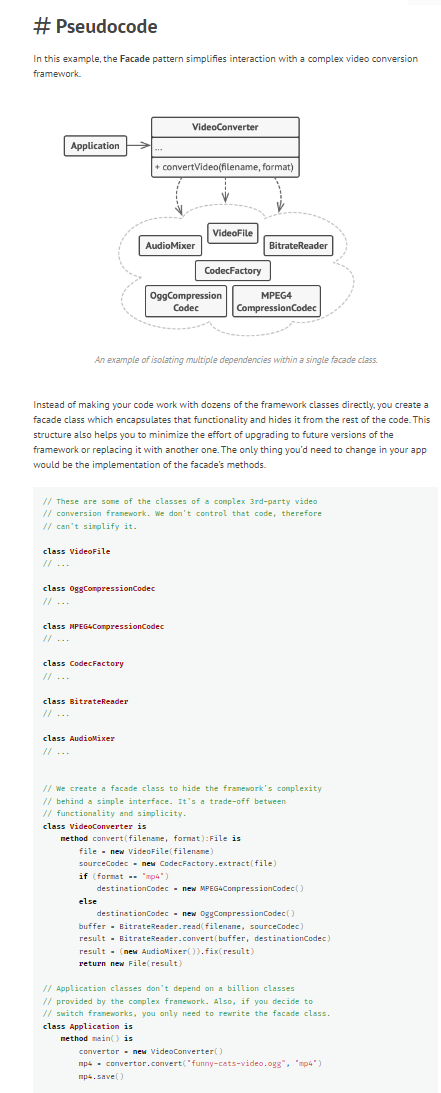 # Pseudocode
In this example, the Facade pattern simplifies interaction with a complex video conversion
framework.
VideoConverter
Application
...
+ convertVideo(filename, format)
VideoFile
AudioMixer
BitrateReader
CodecFactory
OggCompression
Codec
MPEG4
CompressionCodec
An example of isolating multiple dependencies within a single facade class.
Instead of making your code work with dozens of the framework classes directly, you create a
facade class which encapsulates that functionality and hides it from the rest of the code. This
structure also helps you to minimize the effort of upgrading to future versions of the
framework or replacing it with another one. The only thing you'd need to change in your app
would be the implementation of the facade's methods.
// These are some of the classes of a complex 3rd-party video
// conversion framework. We don't control that code, therefore
// can't simplify it.
class VideoFile
// ...
class OggCompressionCodec
// ...
class MPEG4CompressionCodec
// ...
class CodecFactory
// ...
class BitrateReader
// ...
class AudioMixer
// ...
// We create a facade class to hide the framework's complexity
// behind a simple interface. It's a trade-off between
// functionality and simplicity.
class VideoConverter is
method convert(filename, format):File is
file = new VideoFile(filename)
sourceCodec = new CodecFactory.extract(file)
if (format == "mp4")
destinationCodec = new MPEG4CompressionCodec()
else
destinationCodec = new OggCompressionCodec()
buffer = BitrateReader.read(filename, sourceCodec)
result = BitrateReader.convert(buffer, destinationCodec)
result = (new AudioMixer()).fix(result)
return new File(result)
// Application classes don't depend on a billion classes
// provided by the complex framework. Also, if you decide to
// switch frameworks, you only need to rewrite the facade class.
class Application is
method main() is
convertor = new VideoConverter()
mp4 = convertor.convert("funny-cats-video.ogg", "mp4")
mp4.save()